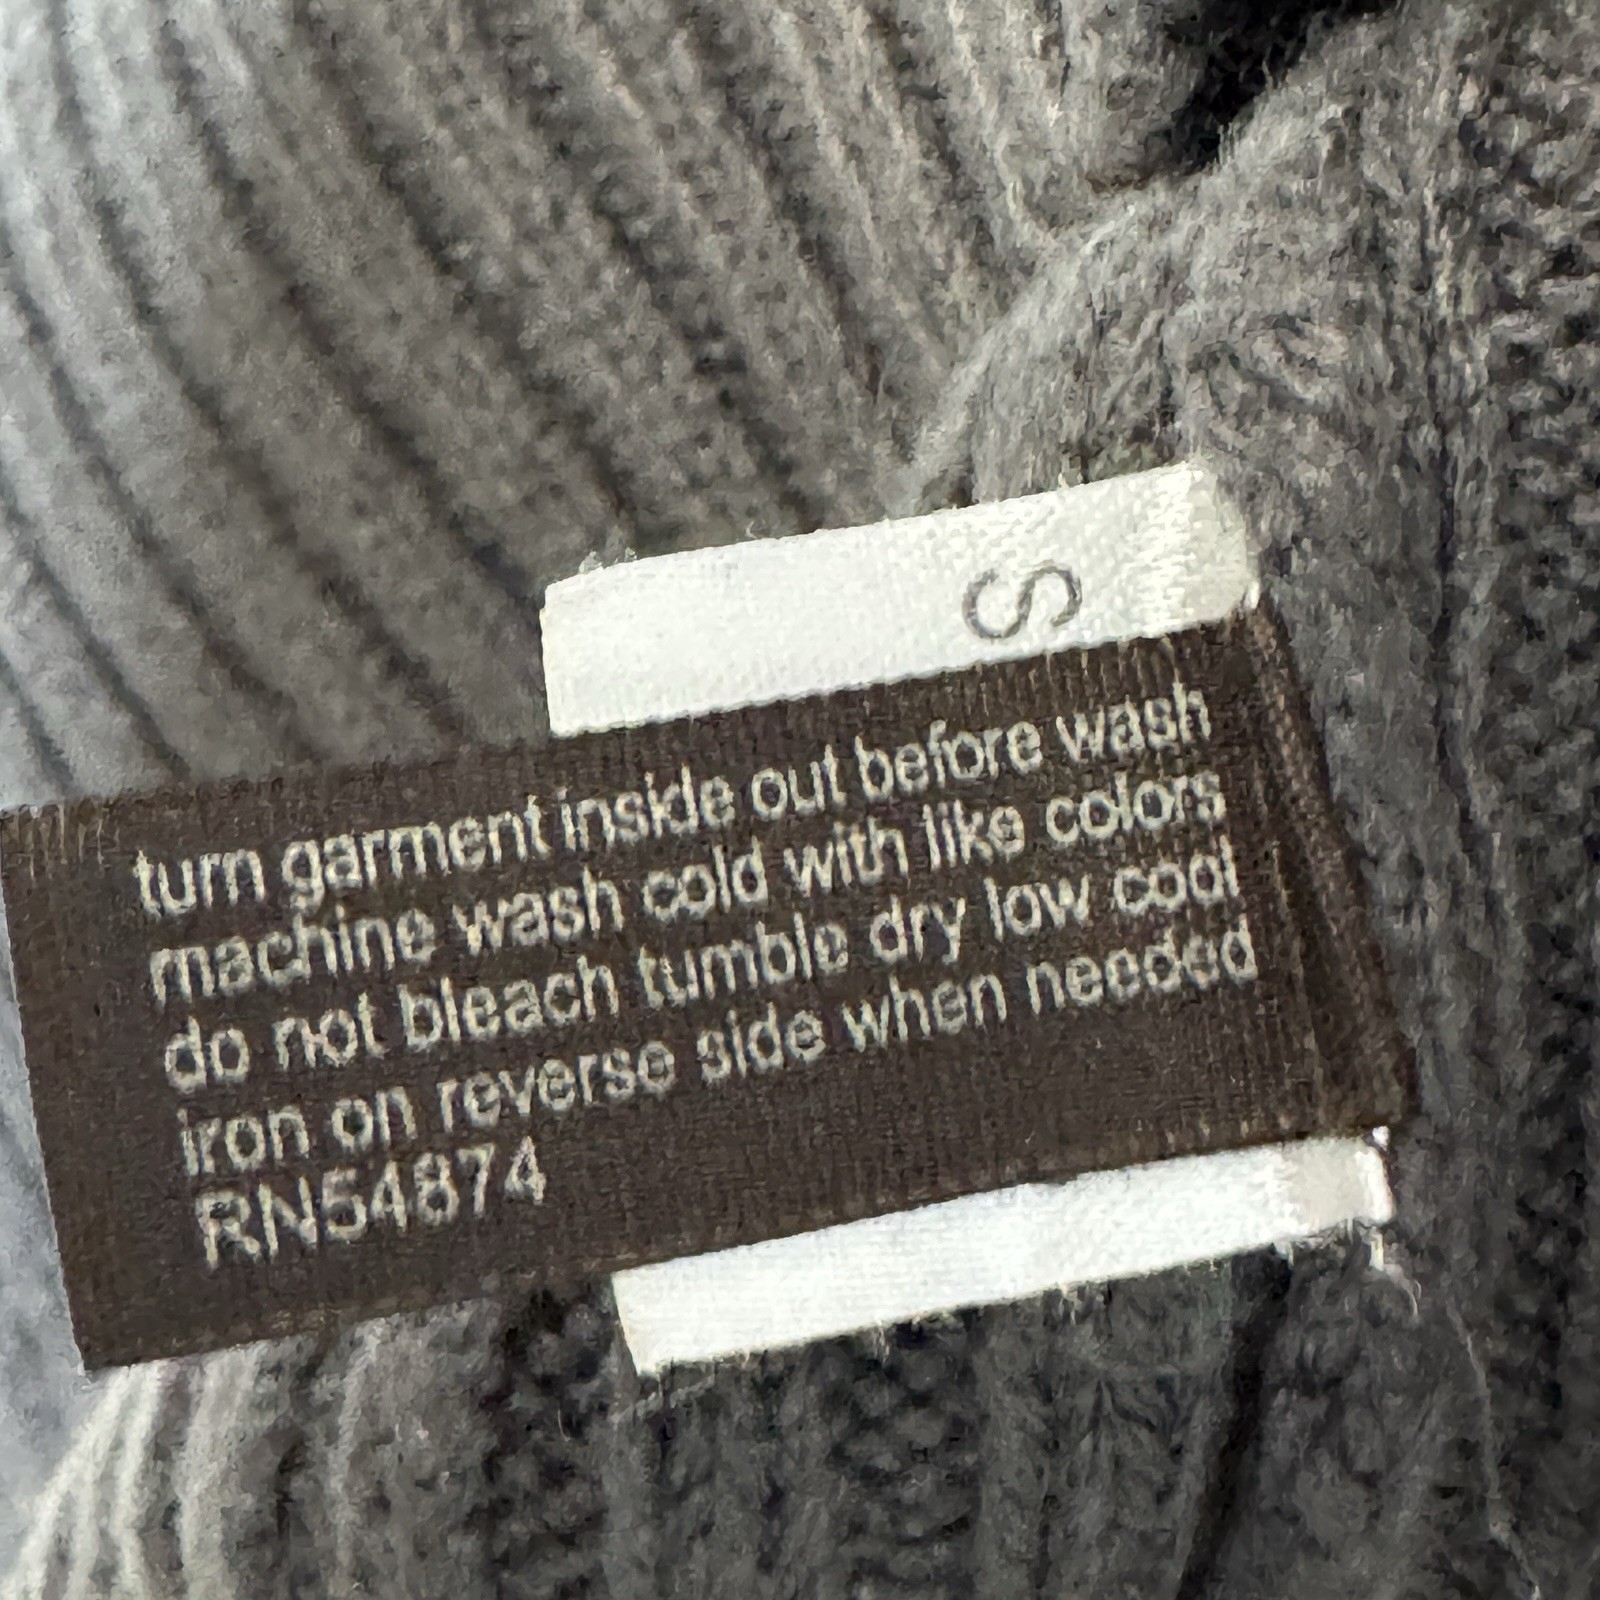 S
turn garment inside out before wash
machine wash cold with like colors
do not bleach tumble dry low cool
iron on reverse side when needed
RN54874